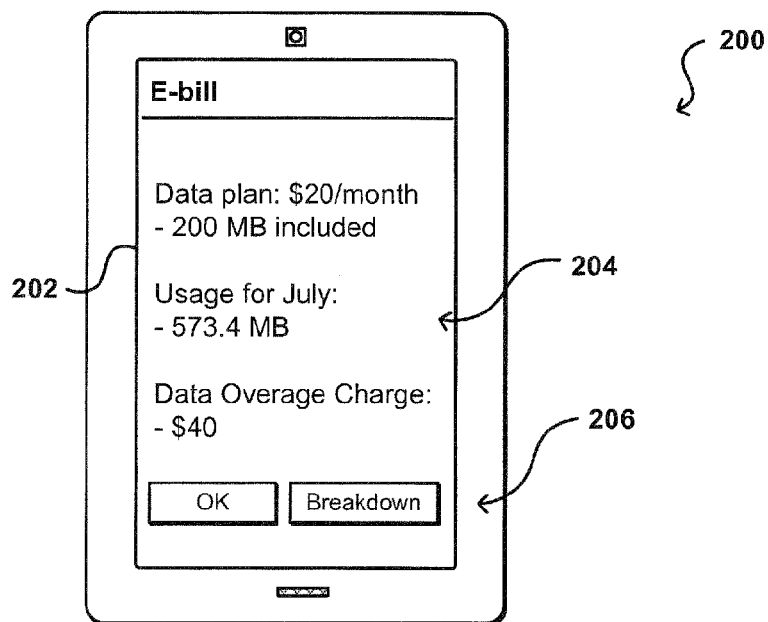 200
E-bill
Data plan: $20/month
- 200 MB included
202
204
Usage for July:
- 573.4 MB
Data Overage Charge:
- $40
206
OK
Breakdown